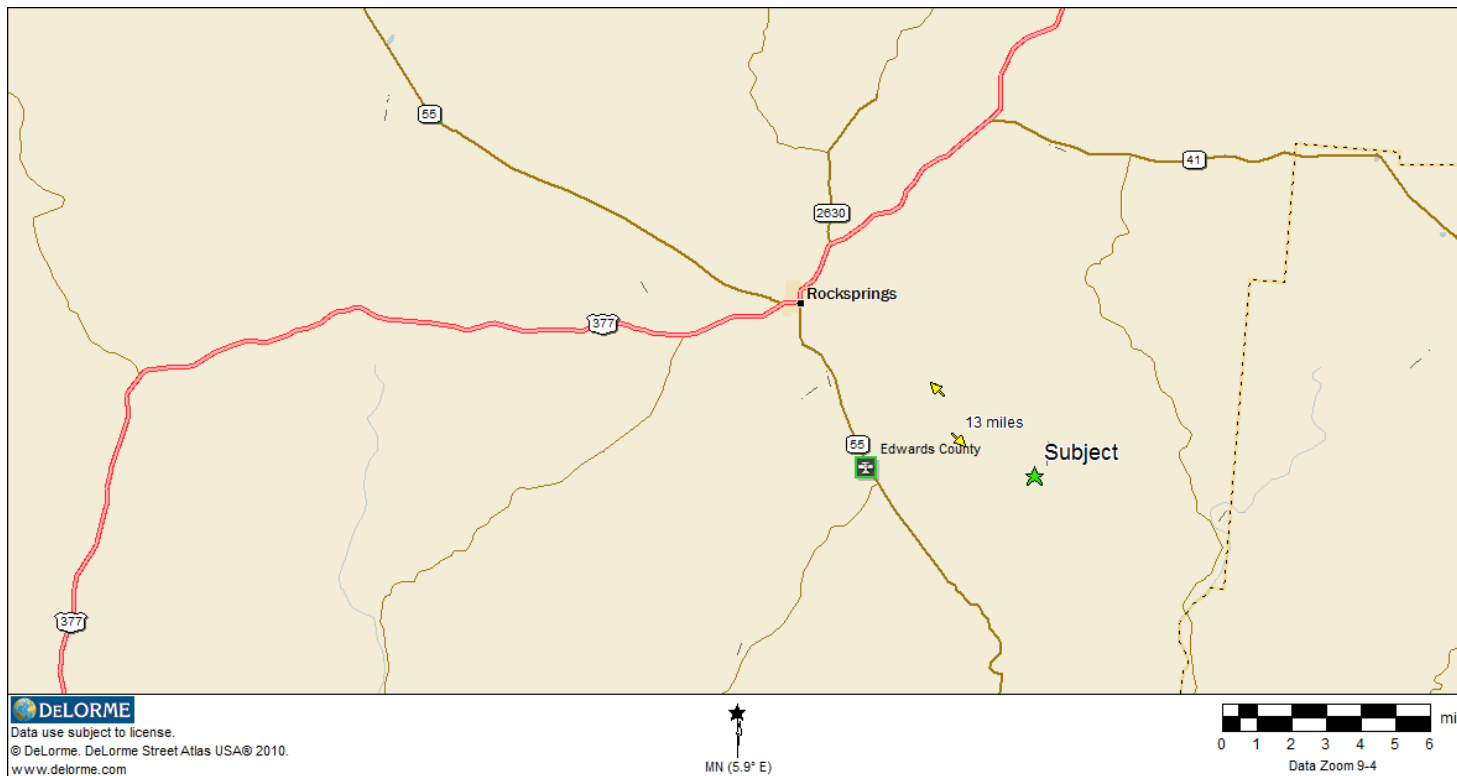 55
41
2630
Rocksprings
377
13 miles
55
Edwards County
Subject
377
DELORME
Data use subject to license.
© DeLorme. DeLorme Street Atlas USA® 2010.
www.delorme.com
MN (5.9° E)
mi
0 1 2 3 4 5 6
Data Zoom 9-4